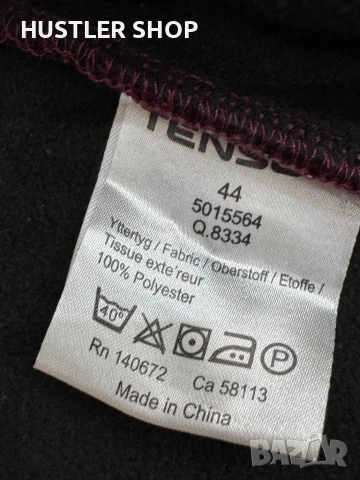 HUSTLER SHOP
44
5015564
Q.8334
Yttertyg / Fabric / Oberstoff / Etoffe /
Tissue exte'reur
100% Polyester
40°
P
Rn 140672 Ca 58113
Made in China
bazar